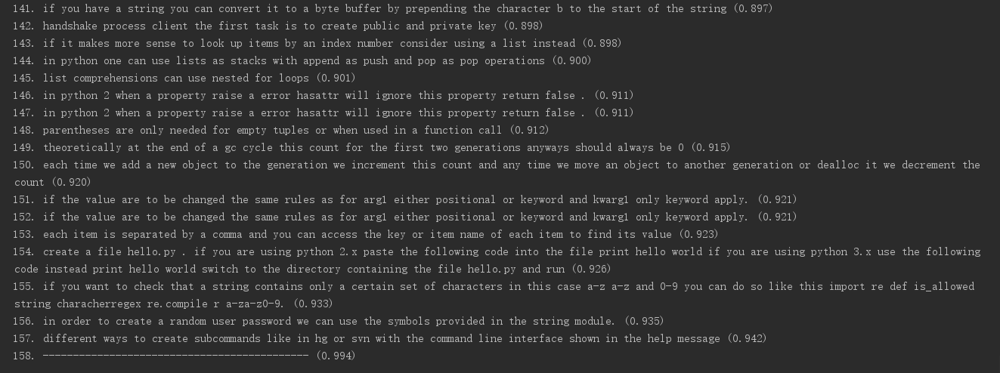 141. if you have a string you can convert it to a byte buffer by prepending the character b to the start of the string (0.897)
142. handshake process client the first task is to create public and private key (0.898)
143. if it makes more sense to look up items by an index number consider using a list instead (0.898)
144. in python one can use lists as stacks with append as push and pop as pop operations (0.900)
145. list comprehensions can use nested for loops (0.901)
146. in python 2 when a property raise a error hasattr will ignore this property return false . (0.911)
147. in python 2 when a property raise a error hasattr will ignore this property return false . (0.911)
148. parentheses are only needed for empty tuples or when used in a function call (0.912)
149. theoretically at the end of a gc cycle this count for the first two generations anyways should always be 0 (0.915)
150. each time we add a new object to the generation we increment this count and any time we move an object to another generation or dealloc it we decrement the
count (0.920)
151. if the value are to be changed the same rules as for arg1 either positional or keyword and kwarg1 only keyword apply. (0.921)
152. if the value are to be changed the same rules as for arg1 either positional or keyword and kwarg1 only keyword apply. (0.921)
153. each item is separated by a comma and you can access the key or item name of each item to find its value (0.923)
154. create a file hello.py . if you are using python 2.x paste the following code into the file print hello world if you are using python 3.x use the following
code instead print hello world switch to the directory containing the file hello.py and run (0.926)
155. if you want to check that a string contains only a certain set of characters in this case a-z a-z and 0-9 you can do so like this import re def is_allowed
string characherregex re.compile r a-za-z0-9. (0.933)
156. in order to create a random user password we can use the symbols provided in the string module. (0.935)
157. different ways to create subcommands like in hg or svn with the command line interface shown in the help message (0.942)
158. -------------------------------------------- (0.994)